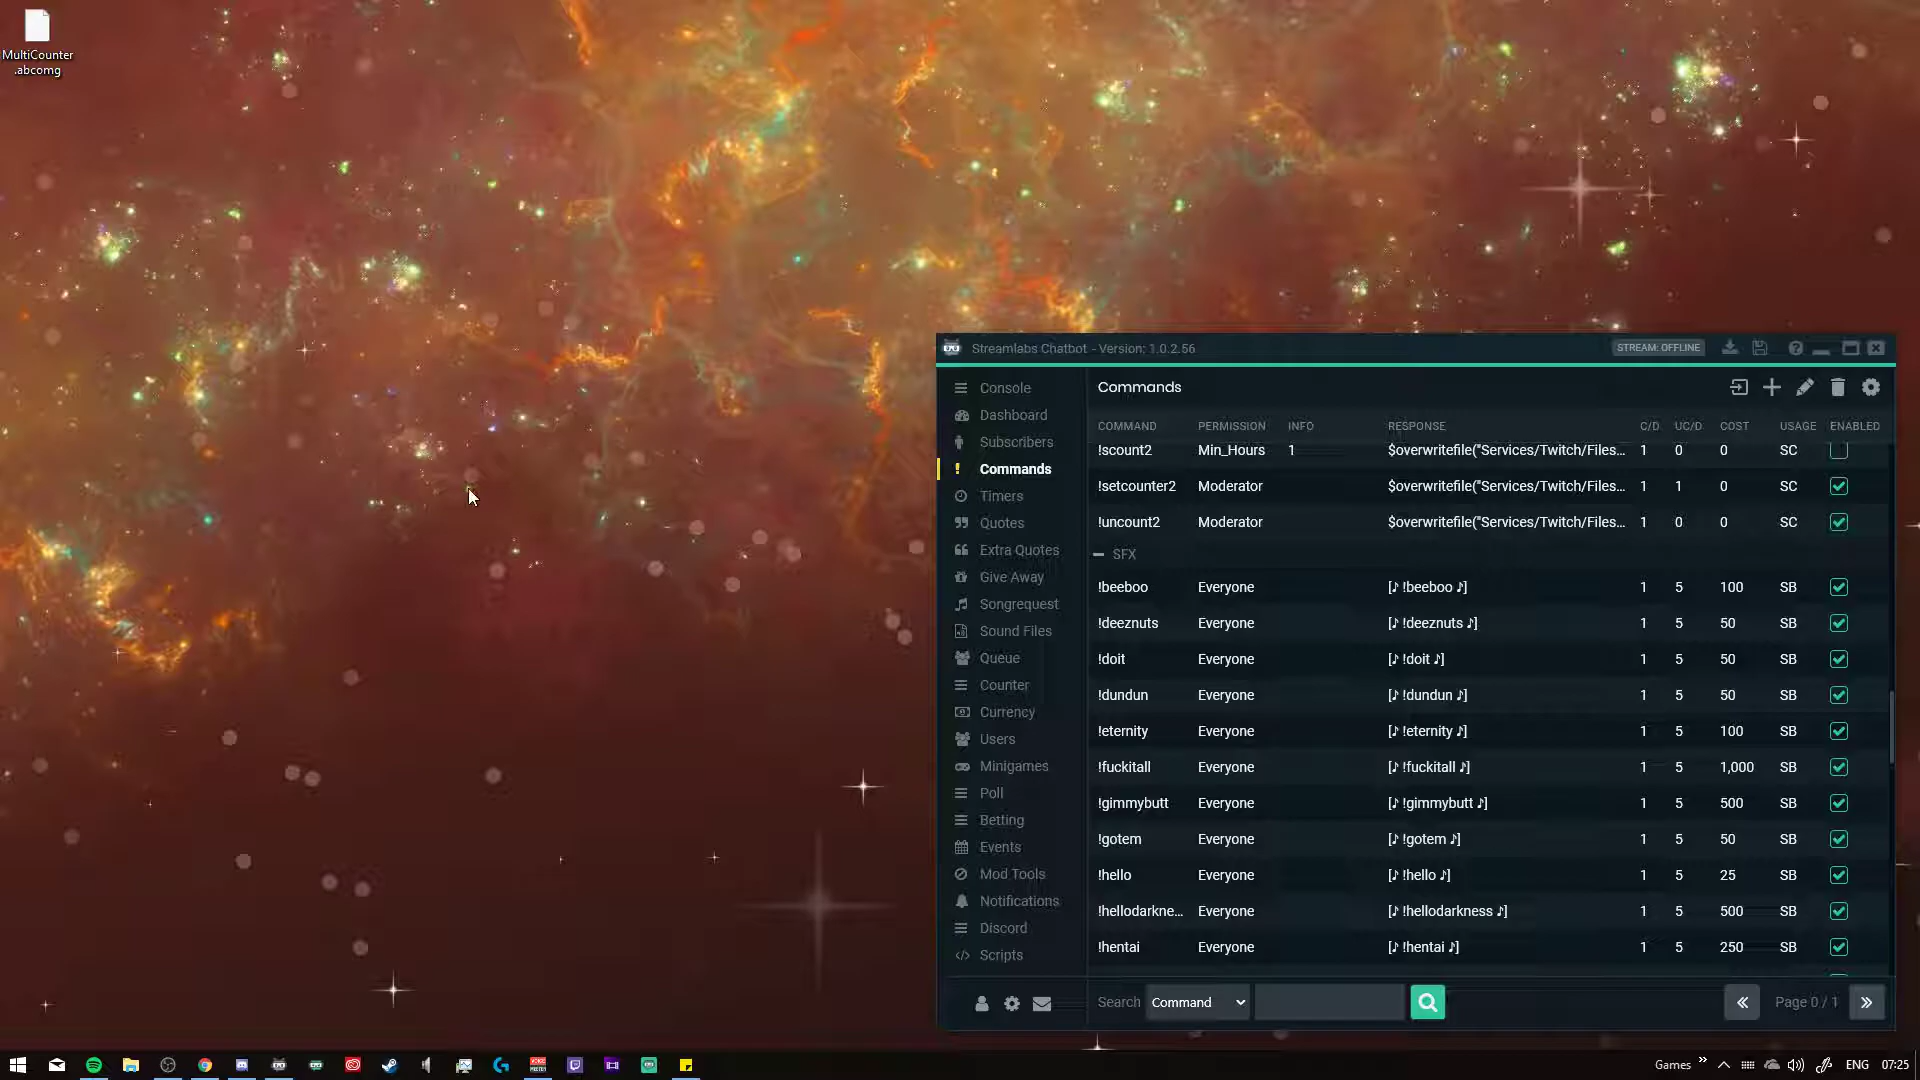 MultiCounter
.abcomg
Streamlabs Chatbot - Version: 1.0.2.56
STREAM: OFFLINE
Console
Dashboard
Subscribers
Commands
Timers
Quotes
Extra Quotes
Give Away
Songrequest
Sound Files
Queue
Counter
Currency
Users
Minigames
Poll
Betting
Events
Mod Tools
Notifications
Discord
Scripts
Commands
COMMAND PERMISSION INFO RESPONSE C/D UC/D COST USAGE ENABLED
!scount2 Min_Hours 1 $overwritefile("Services/Twitch/Files... 1 0 0 SC
!setcounter2 Moderator $overwritefile("Services/Twitch/Files... 1 1 0 SC
!uncount2 Moderator $overwritefile("Services/Twitch/Files... 1 0 0 SC
SFX
!beeboo Everyone [♪ !beeboo ♪] 1 5 100 SB
!deeznuts Everyone [♪ !deeznuts ♪] 1 5 50 SB
!doit Everyone [♪ !doit ♪] 1 5 50 SB
!dundun Everyone [♪ !dundun ♪] 1 5 50 SB
!eternity Everyone [♪ !eternity ♪] 1 5 100 SB
!fuckitall Everyone [♪ !fuckitall ♪] 1 5 1,000 SB
!gimmybutt Everyone [♪ !gimmybutt ♪] 1 5 500 SB
!gotem Everyone [♪ !gotem ♪] 1 5 50 SB
!hello Everyone [♪ !hello ♪] 1 5 25 SB
!hellodarkne... Everyone [♪ !hellodarkness ♪] 1 5 500 SB
!hentai Everyone [♪ !hentai ♪] 1 5 250 SB
Search Command Page 0 / 1
Games ENG 07:25